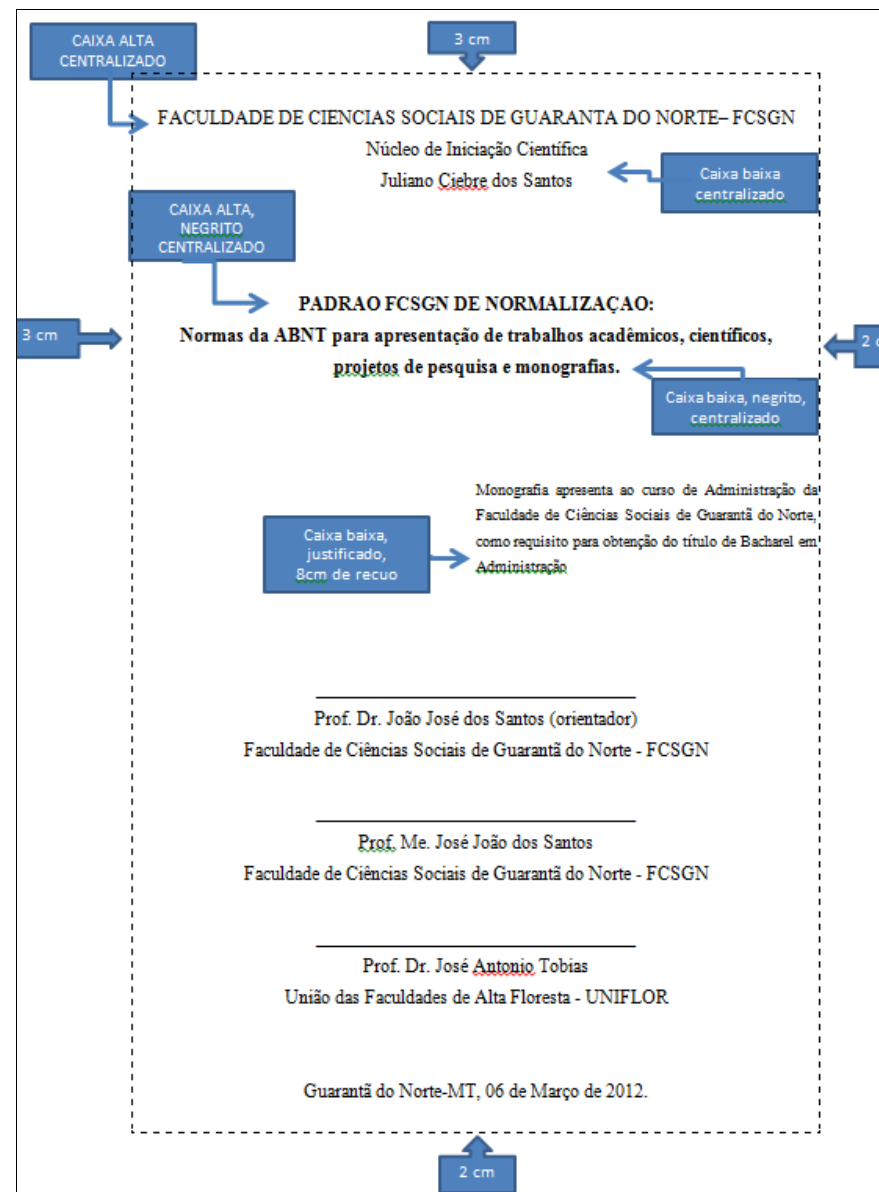 CAIXA ALTA
CENTRALIZADO
3 cm
FACULDADE DE CIENCIAS SOCIAIS DE GUARANTA DO NORTE– FCSGN
Núcleo de Iniciação Científica
Juliano Ciebre dos Santos
Caixa baixa
centralizado
CAIXA ALTA,
NEGRITO
CENTRALIZADO
PADRAO FCSGN DE NORMALIZAÇAO:
3 cm
Normas da ABNT para apresentação de trabalhos acadêmicos, científicos,
2 c
projetos de pesquisa e monografias.
Caixa baixa, negrito,
centralizado
Monografia apresenta ao curso de Administração da
Faculdade de Ciências Sociais de Guarantã do Norte,
como requisito para obtenção do título de Bacharel em
Administração
Caixa baixa,
justificado,
8cm de recuo
Prof. Dr. João José dos Santos (orientador)
Faculdade de Ciências Sociais de Guarantã do Norte - FCSGN
Prof. Me. José João dos Santos
Faculdade de Ciências Sociais de Guarantã do Norte - FCSGN
Prof. Dr. José Antonio Tobias
União das Faculdades de Alta Floresta - UNIFLOR
Guarantã do Norte-MT, 06 de Março de 2012.
2 cm